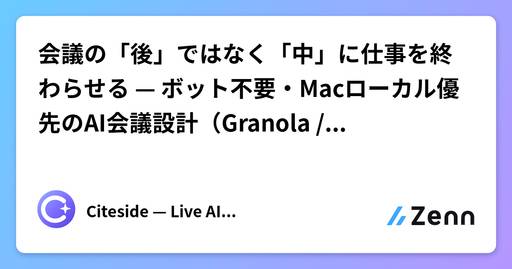 会議の「後」ではなく「中」に仕事を終
わらせる — ボット不要・Macローカル優
先のAI会議設計（Granola /...
Citeside — Live AI...
Zenn